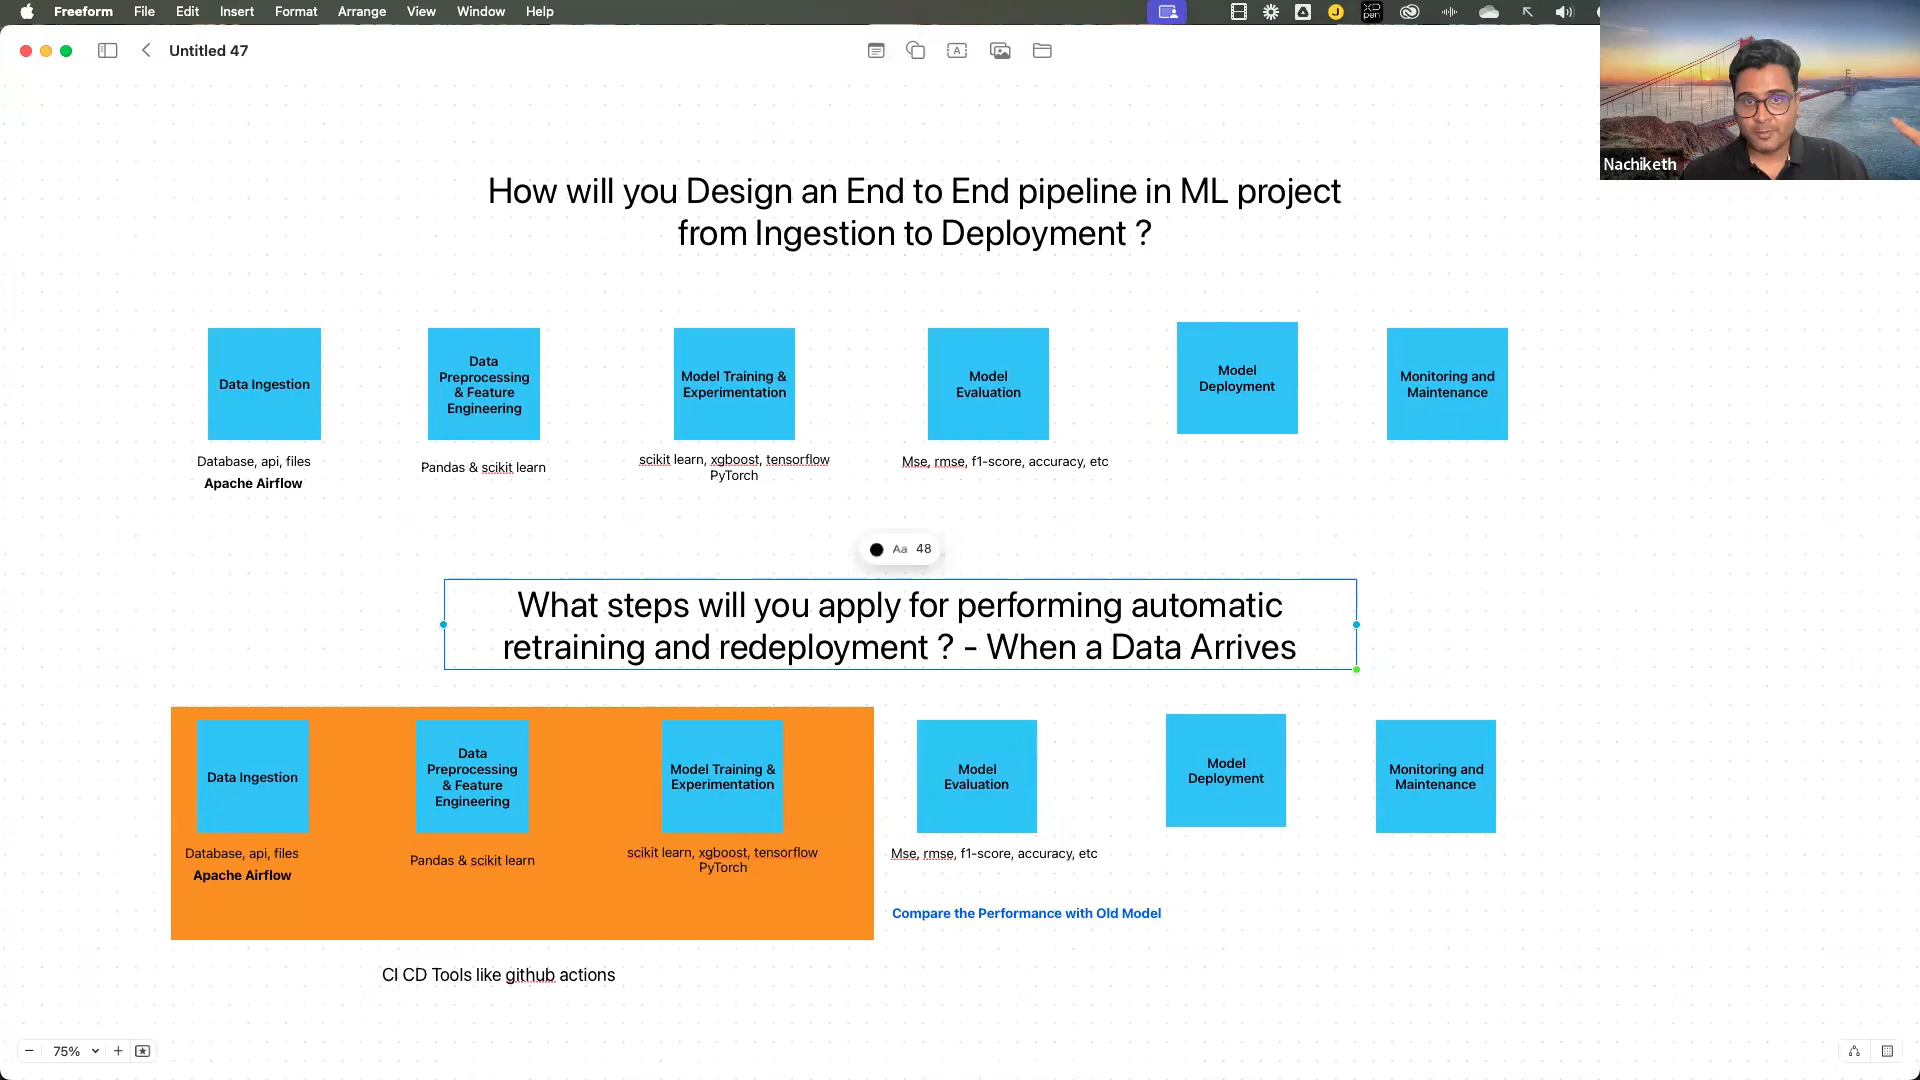 Freeform File Edit Insert Format Arrange View Window Help
Untitled 47
Nachiketh
How will you Design an End to End pipeline in ML project
from Ingestion to Deployment ?
Data Ingestion
Data
Preprocessing
& Feature
Engineering
Model Training &
Experimentation
Model
Evaluation
Model
Deployment
Monitoring and
Maintenance
Database, api, files
Apache Airflow
Pandas & scikit learn
scikit learn, xgboost, tensorflow
PyTorch
Mse, rmse, f1-score, accuracy, etc
Aa 48
What steps will you apply for performing automatic
retraining and redeployment ? - When a Data Arrives
Data Ingestion
Data
Preprocessing
& Feature
Engineering
Model Training &
Experimentation
Model
Evaluation
Model
Deployment
Monitoring and
Maintenance
Database, api, files
Apache Airflow
Pandas & scikit learn
scikit learn, xgboost, tensorflow
PyTorch
Mse, rmse, f1-score, accuracy, etc
Compare the Performance with Old Model
CI CD Tools like github actions
75%